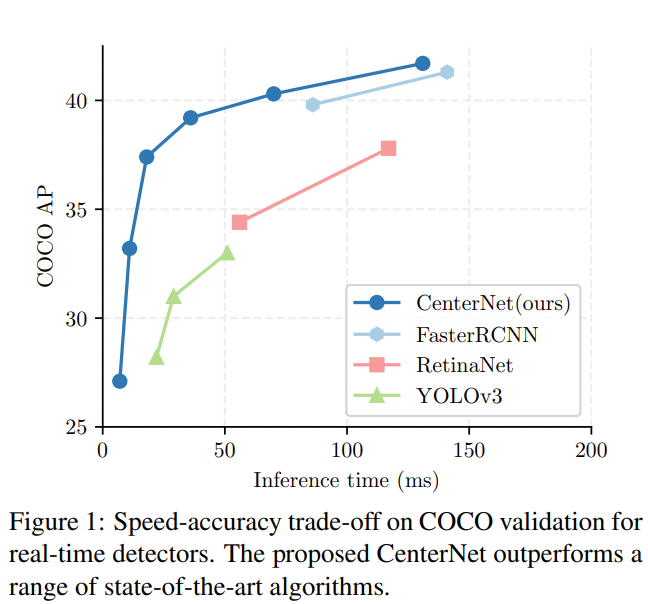 40
35
30
25
COCO AP
0 50 100 150 200
Inference time (ms)
CenterNet(ours)
FasterRCNN
RetinaNet
YOLOv3
Figure 1: Speed-accuracy trade-off on COCO validation for
real-time detectors. The proposed CenterNet outperforms a
range of state-of-the-art algorithms.